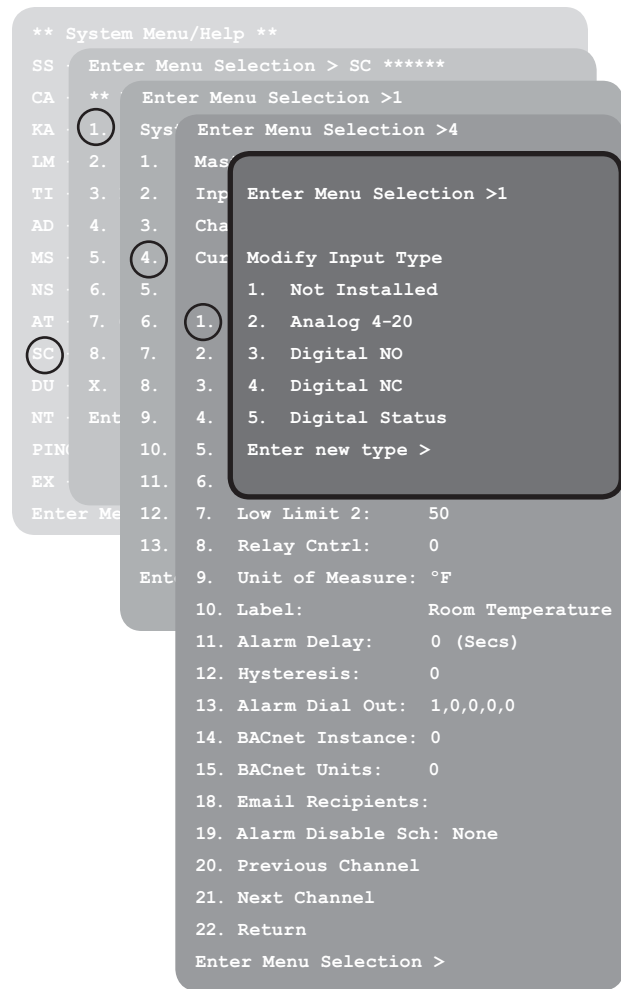 ** System Menu/Help **
SS -
CA -
KA -
LM -
TI -
AD -
MS -
NS -
AT -
SC -
DU -
NT -
PING
EX -
Enter Me
Enter Menu Selection > SC ******
**
1.
2.
3.
4.
5.
6.
7.
8.
X.
Ent
Enter Menu Selection >1
Sys
1.
2.
3.
4.
5.
6.
7.
8.
9.
10.
11.
12.
13.
Ent
Enter Menu Selection >4
Mas
Inp
Cha
Cur
1.
2.
3.
4.
5.
6.
7. Low Limit 2: 50
8. Relay Cntrl: 0
9. Unit of Measure: °F
10. Label: Room Temperature
11. Alarm Delay: 0 (Secs)
12. Hysteresis: 0
13. Alarm Dial Out: 1,0,0,0,0
14. BACnet Instance: 0
15. BACnet Units: 0
18. Email Recipients:
19. Alarm Disable Sch: None
20. Previous Channel
21. Next Channel
22. Return
Enter Menu Selection >
Enter Menu Selection >1
Modify Input Type
1. Not Installed
2. Analog 4-20
3. Digital NO
4. Digital NC
5. Digital Status
Enter new type >